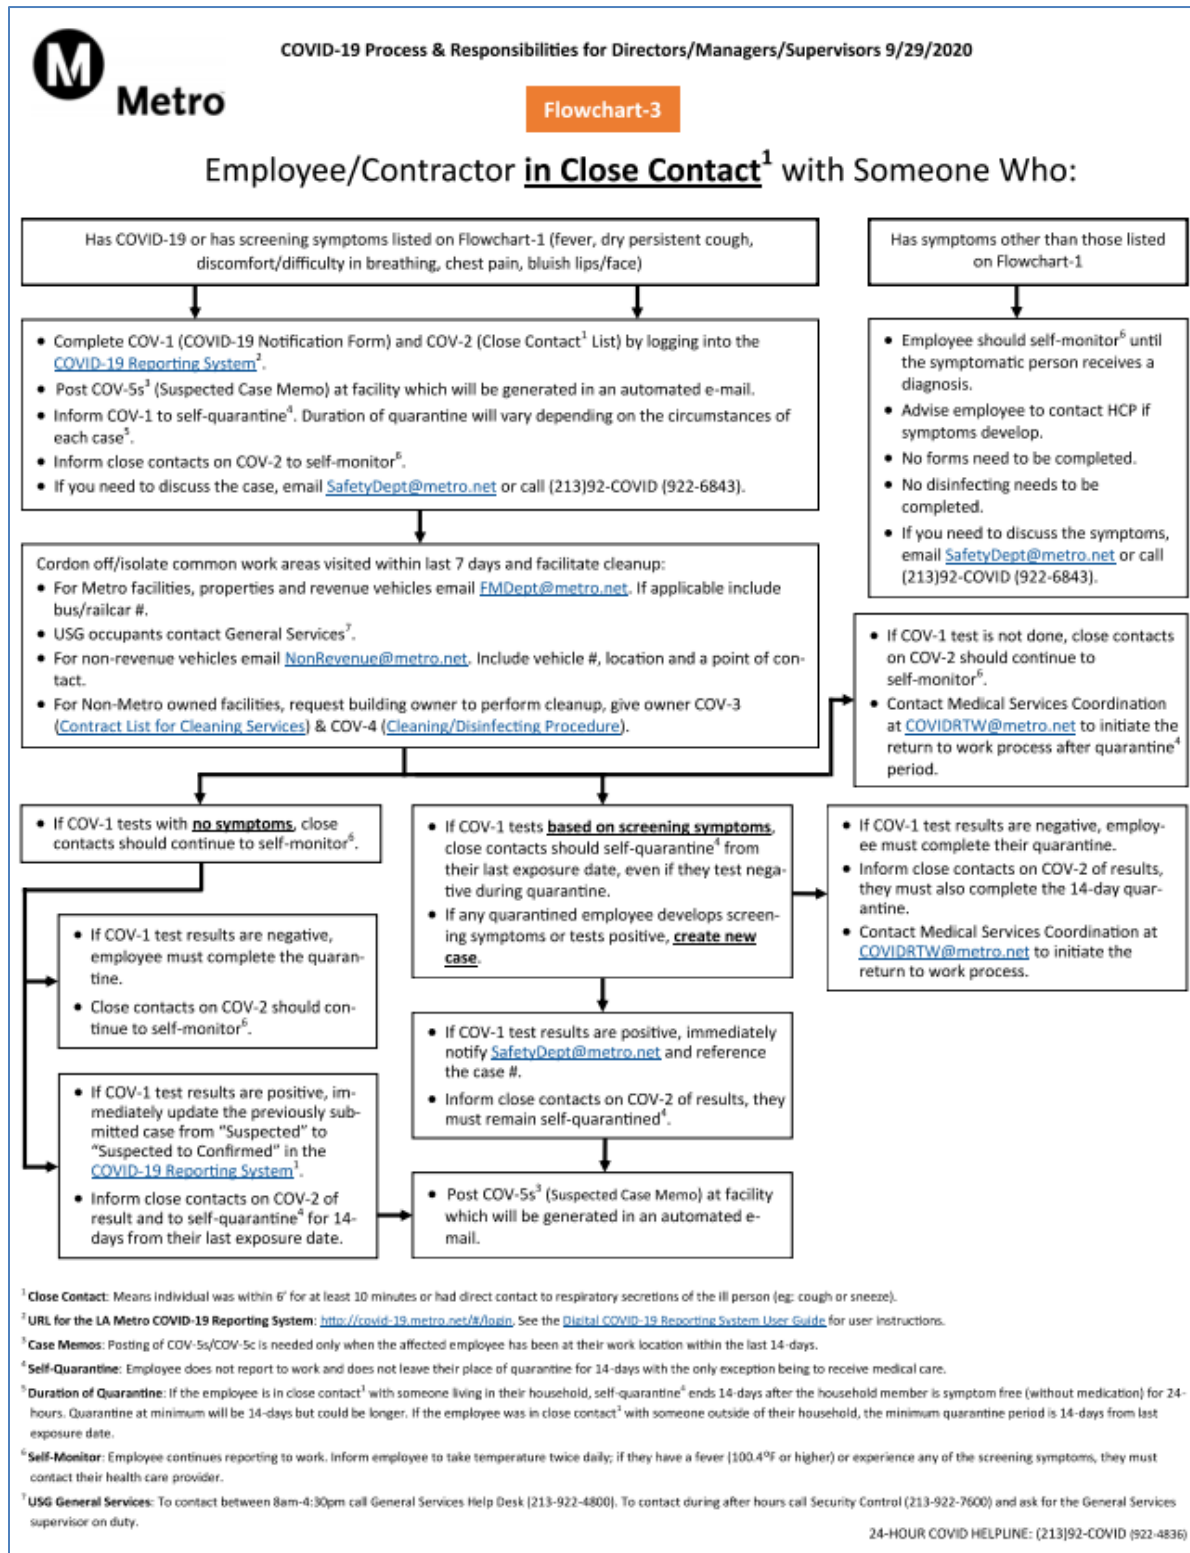 M
Metro
COVID-19 Process & Responsibilities for Directors/Managers/Supervisors 9/29/2020
Flowchart-3
Employee/Contractor in Close Contact1 with Someone Who:
Has COVID-19 or has screening symptoms listed on Flowchart-1 (fever, dry persistent cough,
discomfort/difficulty in breathing, chest pain, bluish lips/face)
Has symptoms other than those listed
on Flowchart-1
• Complete COV-1 (COVID-19 Notification Form) and COV-2 (Close Contact1 List) by logging into the
COVID-19 Reporting System2.
• Post COV-5s3 (Suspected Case Memo) at facility which will be generated in an automated e-mail.
• Inform COV-1 to self-quarantine4. Duration of quarantine will vary depending on the circumstances of
each case5.
• Inform close contacts on COV-2 to self-monitor6.
• If you need to discuss the case, email SafetyDept@metro.net or call (213)92-COVID (922-6843).
• Employee should self-monitor6 until
the symptomatic person receives a
diagnosis.
• Advise employee to contact HCP if
symptoms develop.
• No forms need to be completed.
• No disinfecting needs to be
completed.
• If you need to discuss the symptoms,
email SafetyDept@metro.net or call
(213)92-COVID (922-6843).
Cordon off/isolate common work areas visited within last 7 days and facilitate cleanup:
• For Metro facilities, properties and revenue vehicles email FMDept@metro.net. If applicable include
bus/railcar #.
• USG occupants contact General Services7.
• For non-revenue vehicles email NonRevenue@metro.net. Include vehicle #, location and a point of con-
tact.
• For Non-Metro owned facilities, request building owner to perform cleanup, give owner COV-3
(Contract List for Cleaning Services) & COV-4 (Cleaning/Disinfecting Procedure).
• If COV-1 test is not done, close contacts
on COV-2 should continue to
self-monitor6.
• Contact Medical Services Coordination
at COVIDRTW@metro.net to initiate the
return to work process after quarantine4
period.
• If COV-1 tests with no symptoms, close
contacts should continue to self-monitor6.
• If COV-1 tests based on screening symptoms,
close contacts should self-quarantine4 from
their last exposure date, even if they test nega-
tive during quarantine.
• If any quarantined employee develops screen-
ing symptoms or tests positive, create new
case.
• If COV-1 test results are negative, employ-
ee must complete their quarantine.
• Inform close contacts on COV-2 of results,
they must also complete the 14-day quar-
antine.
• Contact Medical Services Coordination at
COVIDRTW@metro.net to initiate the
return to work process.
• If COV-1 test results are negative,
employee must complete the quaran-
tine.
• Close contacts on COV-2 should con-
tinue to self-monitor6.
• If COV-1 test results are positive, immediately
notify SafetyDept@metro.net and reference
the case #.
• Inform close contacts on COV-2 of results, they
must remain self-quarantined4.
• If COV-1 test results are positive, im-
mediately update the previously sub-
mitted case from “Suspected” to
“Suspected to Confirmed” in the
COVID-19 Reporting System1.
• Inform close contacts on COV-2 of
result and to self-quarantine4 for 14-
days from their last exposure date.
• Post COV-5s3 (Suspected Case Memo) at facility
which will be generated in an automated e-
mail.
1 Close Contact: Means individual was within 6’ for at least 10 minutes or had direct contact to respiratory secretions of the ill person (eg: cough or sneeze).
2 URL for the LA Metro COVID-19 Reporting System: http://covid-19.metro.net/#/login. See the Digital COVID-19 Reporting System User Guide for user instructions.
3 Case Memos: Posting of COV-5s/COV-5c is needed only when the affected employee has been at their work location within the last 14-days.
4 Self-Quarantine: Employee does not report to work and does not leave their place of quarantine for 14-days with the only exception being to receive medical care.
5 Duration of Quarantine: If the employee is in close contact1 with someone living in their household, self-quarantine4 ends 14-days after the household member is symptom free (without medication) for 24-
hours. Quarantine at minimum will be 14-days but could be longer. If the employee was in close contact1 with someone outside of their household, the minimum quarantine period is 14-days from last
exposure date.
6 Self-Monitor: Employee continues reporting to work. Inform employee to take temperature twice daily; if they have a fever (100.4°F or higher) or experience any of the screening symptoms, they must
contact their health care provider.
7 USG General Services: To contact between 8am-4:30pm call General Services Help Desk (213-922-4800). To contact during after hours call Security Control (213-922-7600) and ask for the General Services
supervisor on duty.
24-HOUR COVID HELPLINE: (213)92-COVID (922-4836)